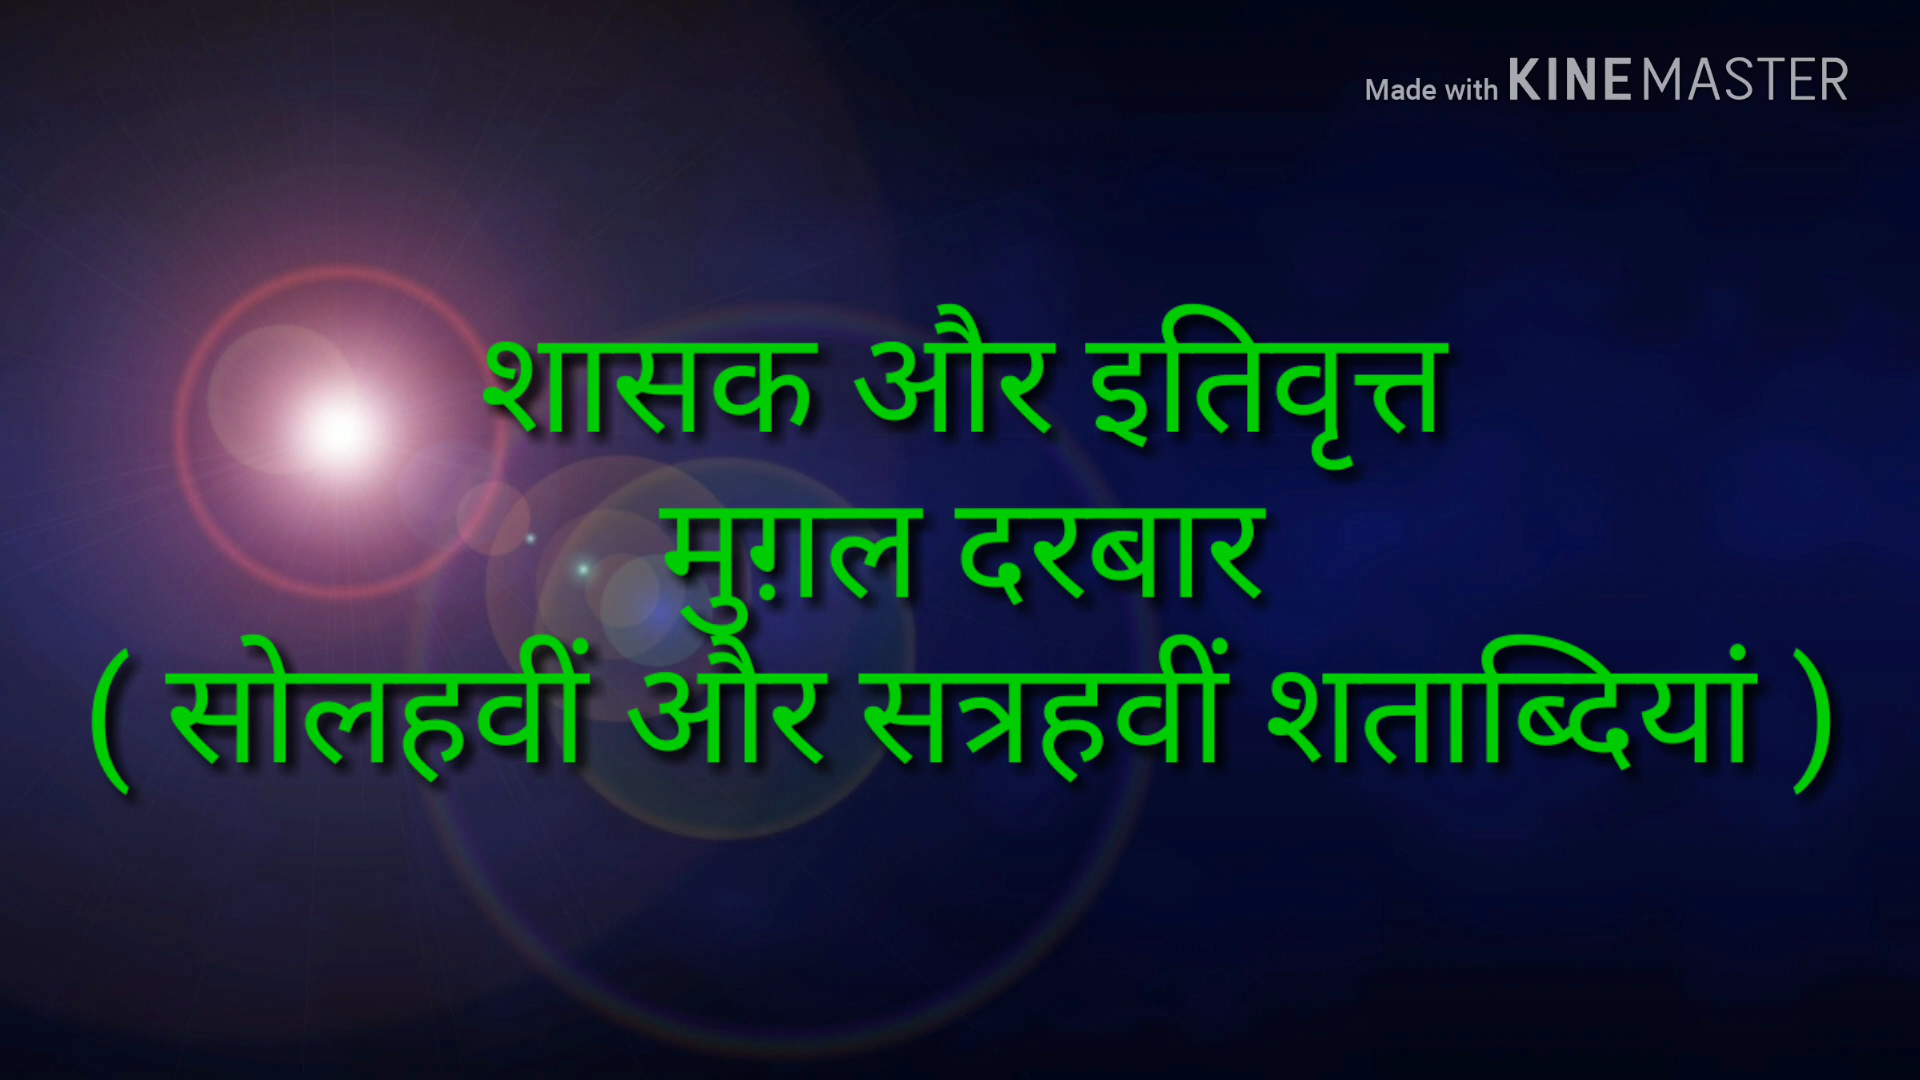 Made with KINEMASTER
शासक और इतिवृत्त
मुग़ल दरबार
( सोलहवीं और सत्रहवीं शताब्दियां )